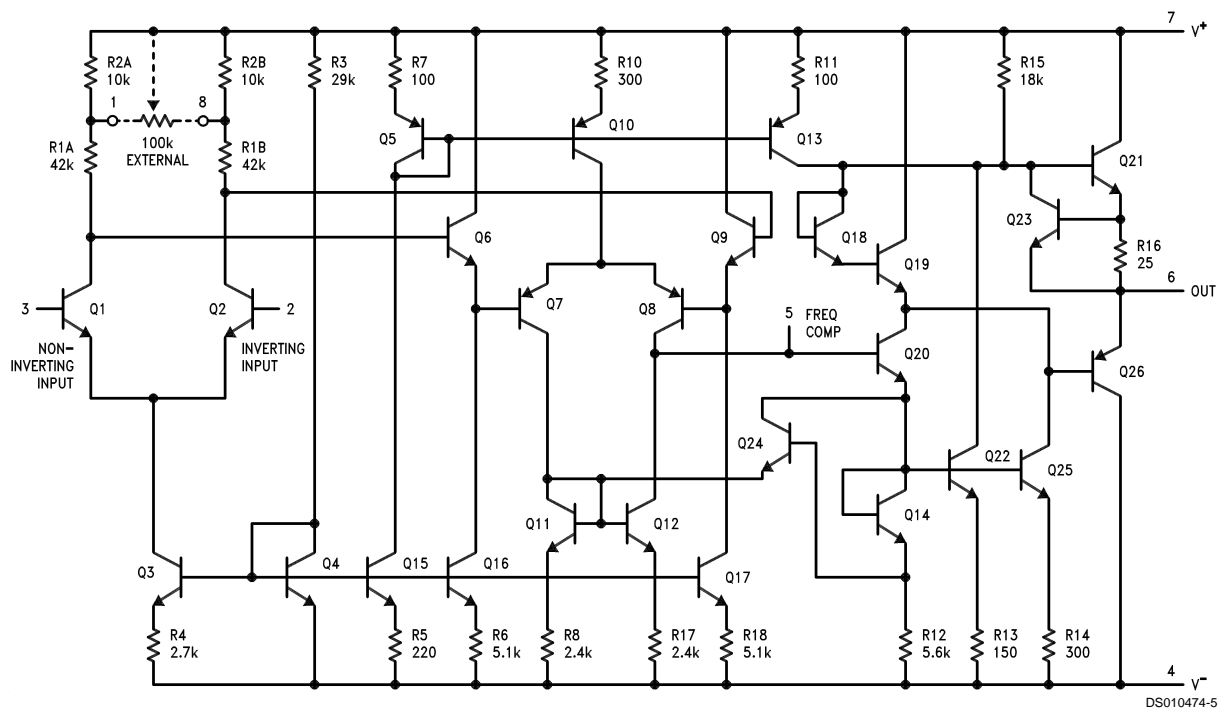 7
V+
R2A
10k
R2B
10k
R3
29k
R7
100
R10
300
R11
100
R15
18k
1
8
100k
EXTERNAL
Q5
Q10
Q13
R1A
42k
R1B
42k
Q21
Q23
Q6
Q9
Q18
Q19
R16
25
6
OUT
3
Q1
Q2
2
Q7
Q8
5
FREQ
COMP
NON-
INVERTING
INPUT
INVERTING
INPUT
Q20
Q26
Q24
Q22
Q25
Q11
Q12
Q14
Q3
Q4
Q15
Q16
Q17
R4
2.7k
R5
220
R6
5.1k
R8
2.4k
R17
2.4k
R18
5.1k
R12
5.6k
R13
150
R14
300
4
V-
DS010474-5